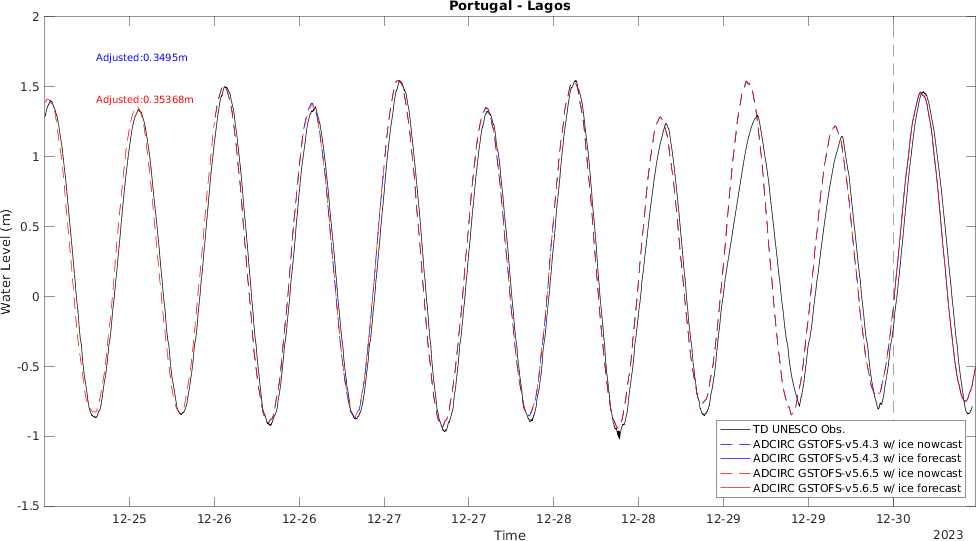 Portugal - Lagos
Adjusted:0.3495m
Adjusted:0.35368m
2
1.5
1
0.5
0
-0.5
-1
-1.5
Water Level (m)
TD UNESCO Obs.
ADCIRC GSTOFS-v5.4.3 w/ ice nowcast
ADCIRC GSTOFS-v5.4.3 w/ ice forecast
ADCIRC GSTOFS-v5.6.5 w/ ice nowcast
ADCIRC GSTOFS-v5.6.5 w/ ice forecast
12-25 12-26 12-26 12-27 12-27 12-28 12-28 12-29 12-29 12-30
Time
2023